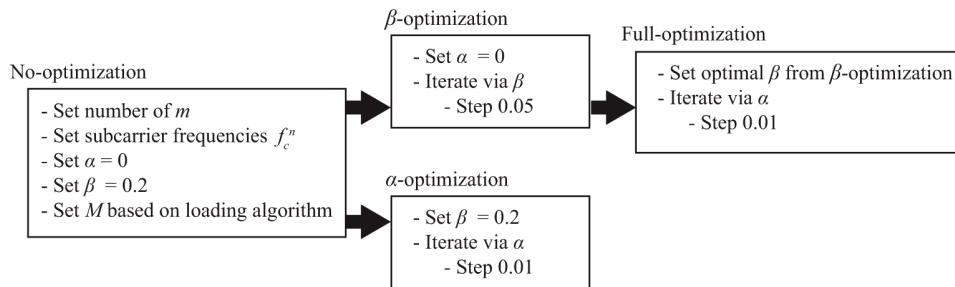 No-optimization
- Set number of m
- Set subcarrier frequencies f_c^n
- Set α = 0
- Set β = 0.2
- Set M based on loading algorithm
β-optimization
- Set α = 0
- Iterate via β
- Step 0.05
Full-optimization
- Set optimal β from β-optimization
- Iterate via α
- Step 0.01
α-optimization
- Set β = 0.2
- Iterate via α
- Step 0.01